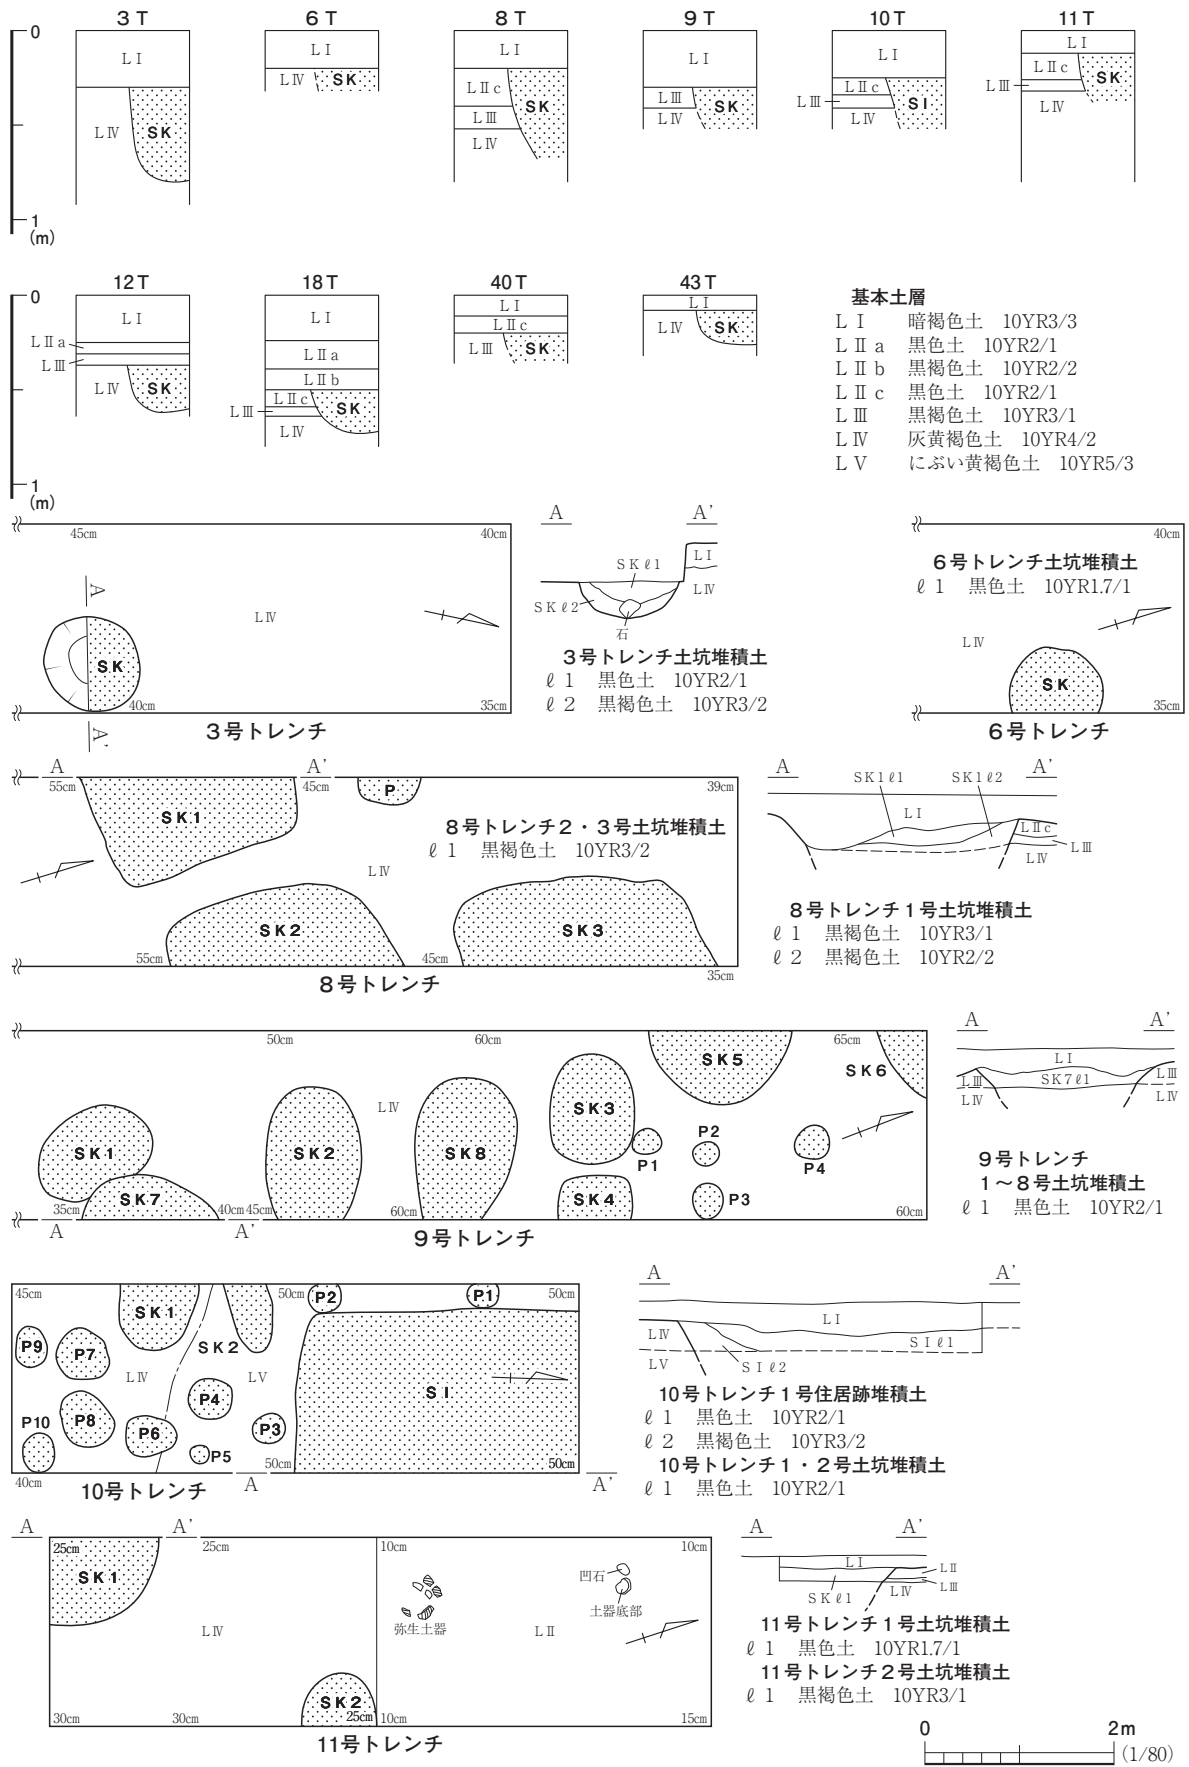 3T 6T 8T 9T 10T 11T
0
LⅠ
LⅣ
SK
LⅠ
LⅣ
SK
LⅠ
LⅡc
LⅢ
LⅣ
SK
LⅠ
LⅢ
LⅣ
SK
LⅠ
LⅡc
LⅢ
LⅣ
SI
LⅠ
LⅡc
LⅢ
LⅣ
SK
1
(m)
12T 18T 40T 43T
0
LⅠ
LⅡa
LⅢ
LⅣ
SK
LⅠ
LⅡa
LⅡb
LⅡc
LⅢ
LⅣ
SK
LⅠ
LⅡc
LⅢ
SK
LⅠ
LⅣ
SK
1
(m)
基本土層
LⅠ 暗褐色土 10YR3/3
LⅡa 黒色土 10YR2/1
LⅡb 黒褐色土 10YR2/2
LⅡc 黒色土 10YR2/1
LⅢ 黒褐色土 10YR3/1
LⅣ 灰黄褐色土 10YR4/2
LⅤ にぶい黄褐色土 10YR5/3
45cm 40cm
A
LⅣ
SK
40cm 35cm
A'
3号トレンチ
A A'
SKℓ1
LⅠ
LⅣ
SKℓ2
石
3号トレンチ土坑堆積土
ℓ1 黒色土 10YR2/1
ℓ2 黒褐色土 10YR3/2
40cm
6号トレンチ土坑堆積土
ℓ1 黒色土 10YR1.7/1
LⅣ
SK
35cm
6号トレンチ
A A'
55cm 45cm 39cm
SK1
P
8号トレンチ2・3号土坑堆積土
ℓ1 黒褐色土 10YR3/2
LⅣ
SK2
SK3
55cm 45cm 35cm
8号トレンチ
A A'
SK1ℓ1 SK1ℓ2
LⅠ
LⅡc
LⅢ
LⅣ
8号トレンチ1号土坑堆積土
ℓ1 黒褐色土 10YR3/1
ℓ2 黒褐色土 10YR2/2
50cm 60cm 65cm
SK5
SK6
LⅣ
SK3
SK1
SK2
SK8
P1
P2
P4
SK7
SK4
P3
35cm 40cm 45cm 60cm 60cm
A A'
9号トレンチ
A A'
LⅠ
LⅢ SK7ℓ1 LⅢ
LⅣ LⅣ
9号トレンチ
1～8号土坑堆積土
ℓ1 黒色土 10YR2/1
45cm 50cm 50cm
SK1
P2
P1
P9
P7
SK2
LⅣ
LⅤ
P4
SI
P10
P8
P6
P3
P5
40cm 50cm 50cm
A A'
10号トレンチ
A A'
LⅠ
LⅣ
SIℓ1
LⅤ
SIℓ2
10号トレンチ1号住居跡堆積土
ℓ1 黒色土 10YR2/1
ℓ2 黒褐色土 10YR3/2
10号トレンチ1・2号土坑堆積土
ℓ1 黒色土 10YR2/1
A A'
25cm 25cm 10cm 10cm
SK1
凹石
土器底部
弥生土器
LⅣ
LⅡ
SK2
30cm 30cm 25cm 10cm 15cm
11号トレンチ
A A'
LⅠ
LⅡ
LⅢ
LⅣ
SKℓ1
11号トレンチ1号土坑堆積土
ℓ1 黒色土 10YR1.7/1
11号トレンチ2号土坑堆積土
ℓ1 黒褐色土 10YR3/1
0 2m
(1/80)